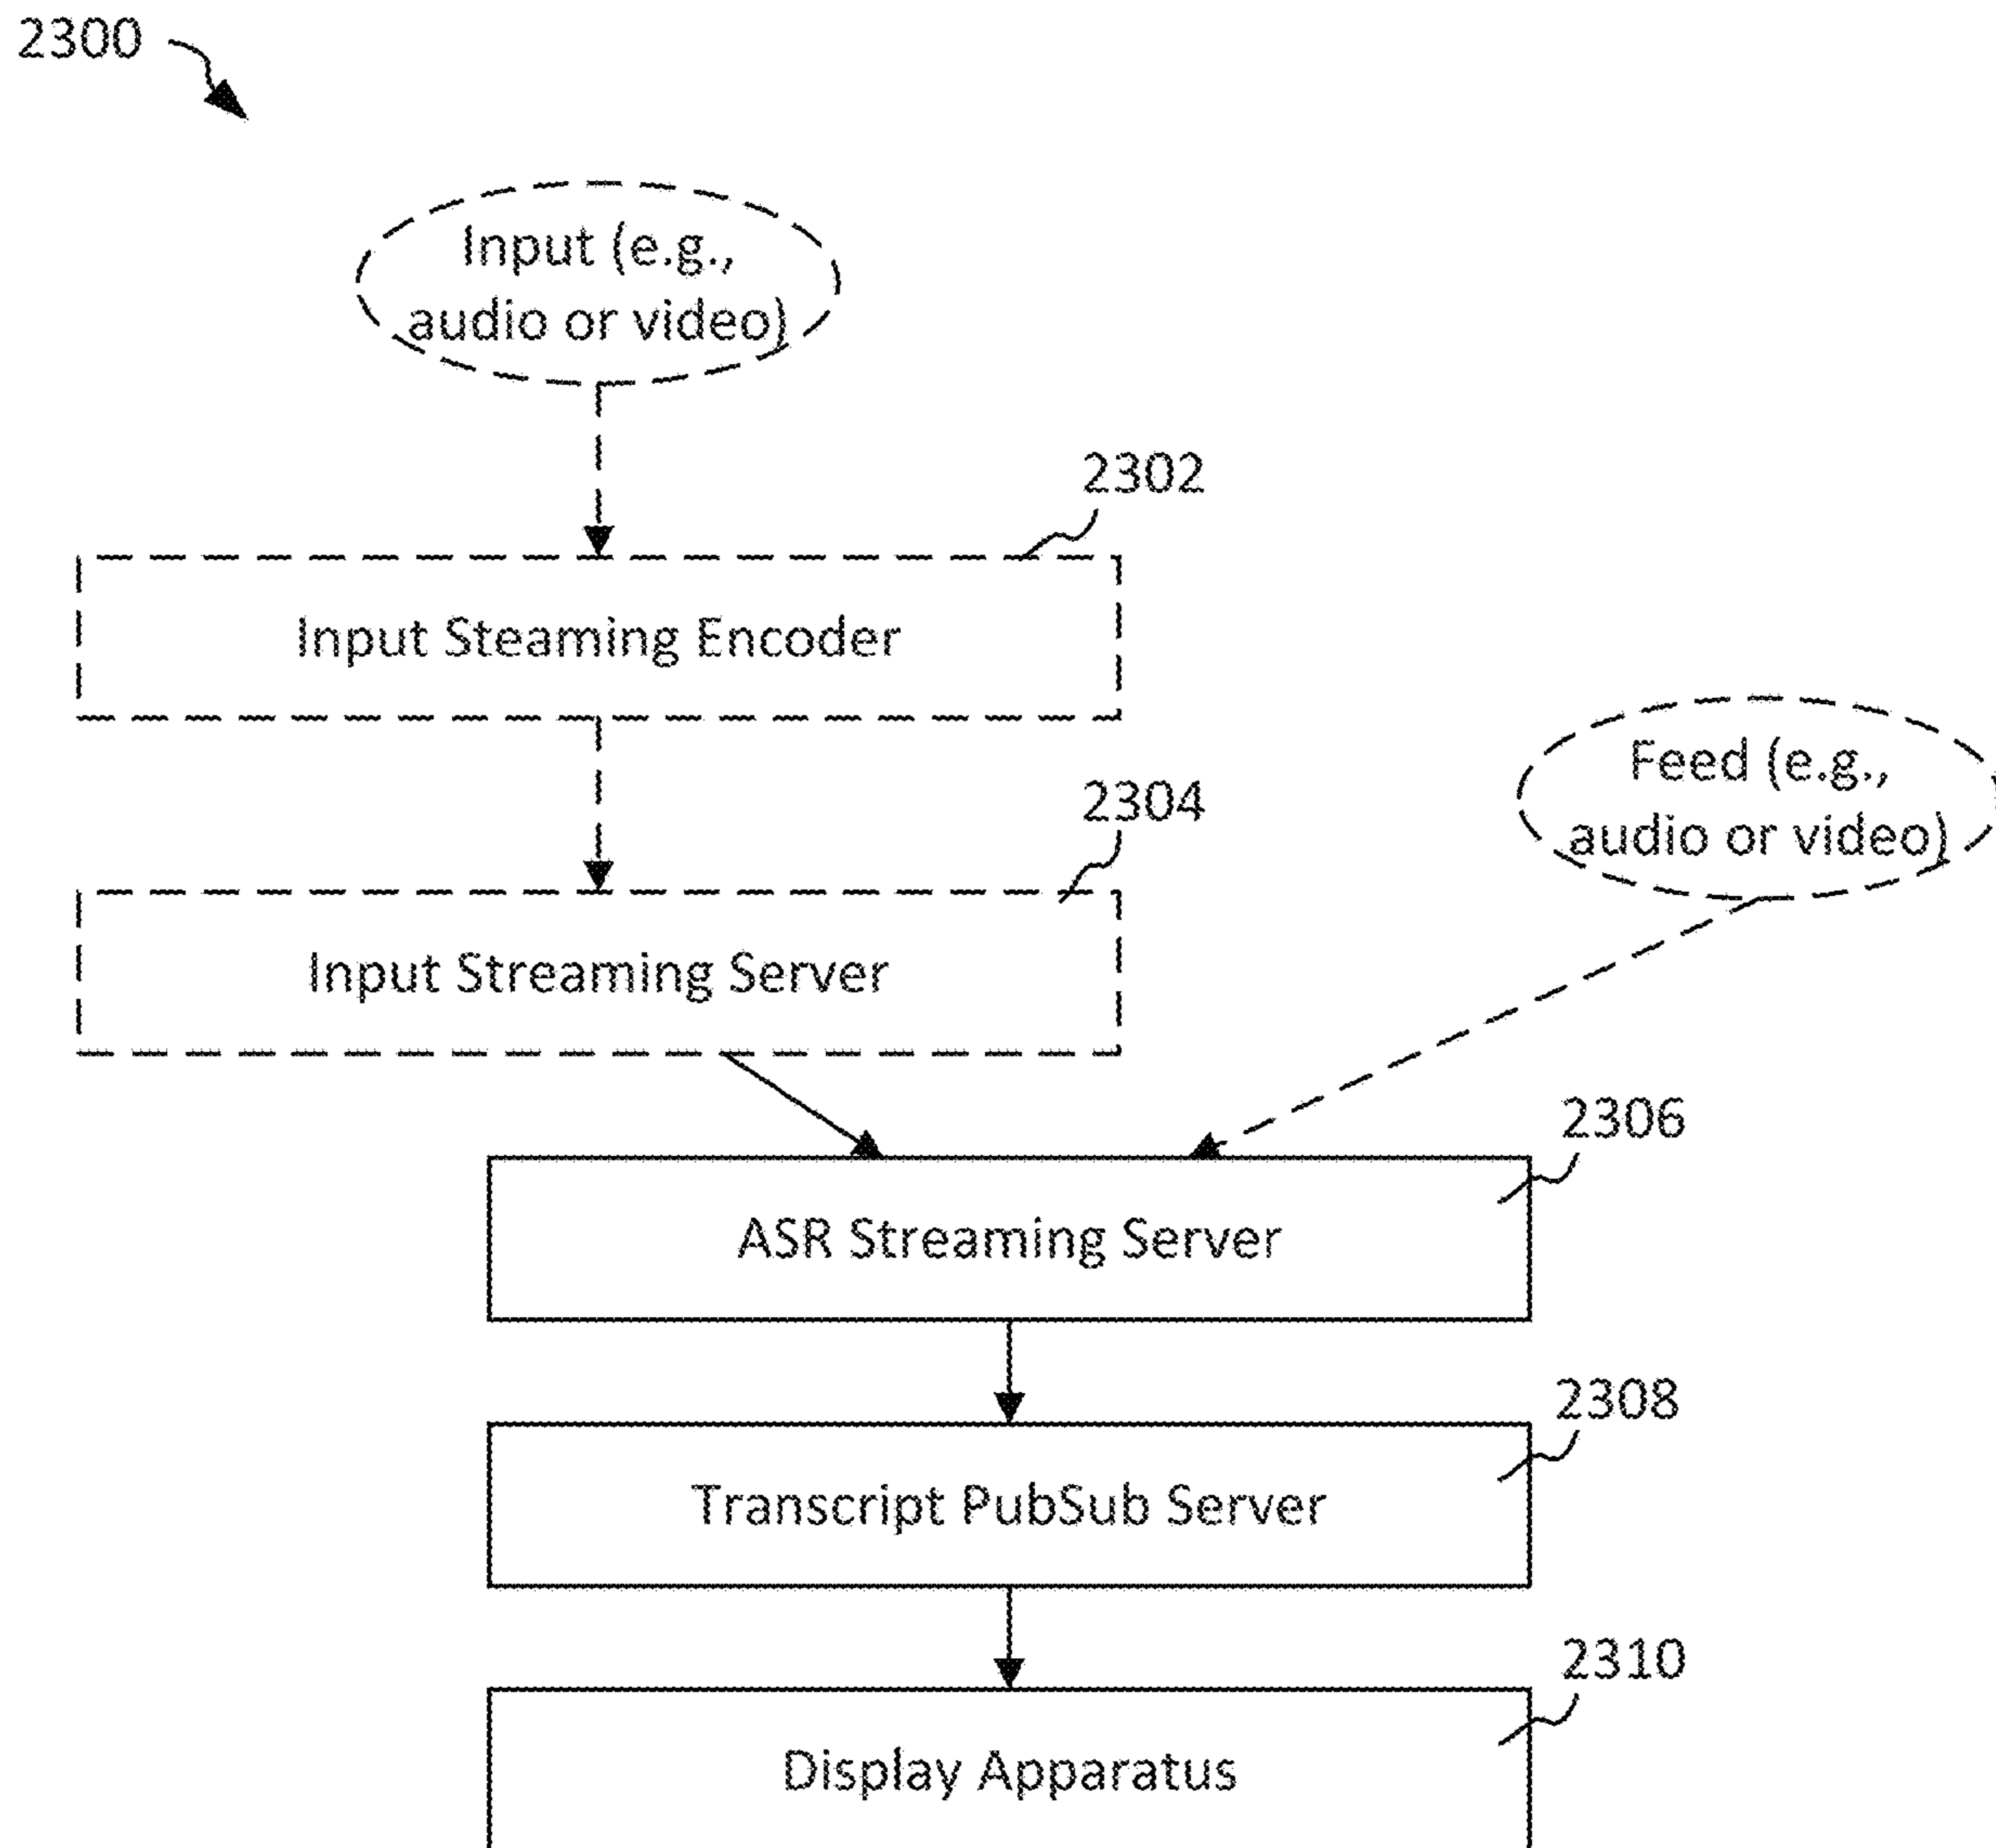 2300
Input (e.g.,
audio or video)
2302
Input Steaming Encoder
2304
Input Streaming Server
Feed (e.g.,
audio or video)
2306
ASR Streaming Server
2308
Transcript PubSub Server
2310
Display Apparatus